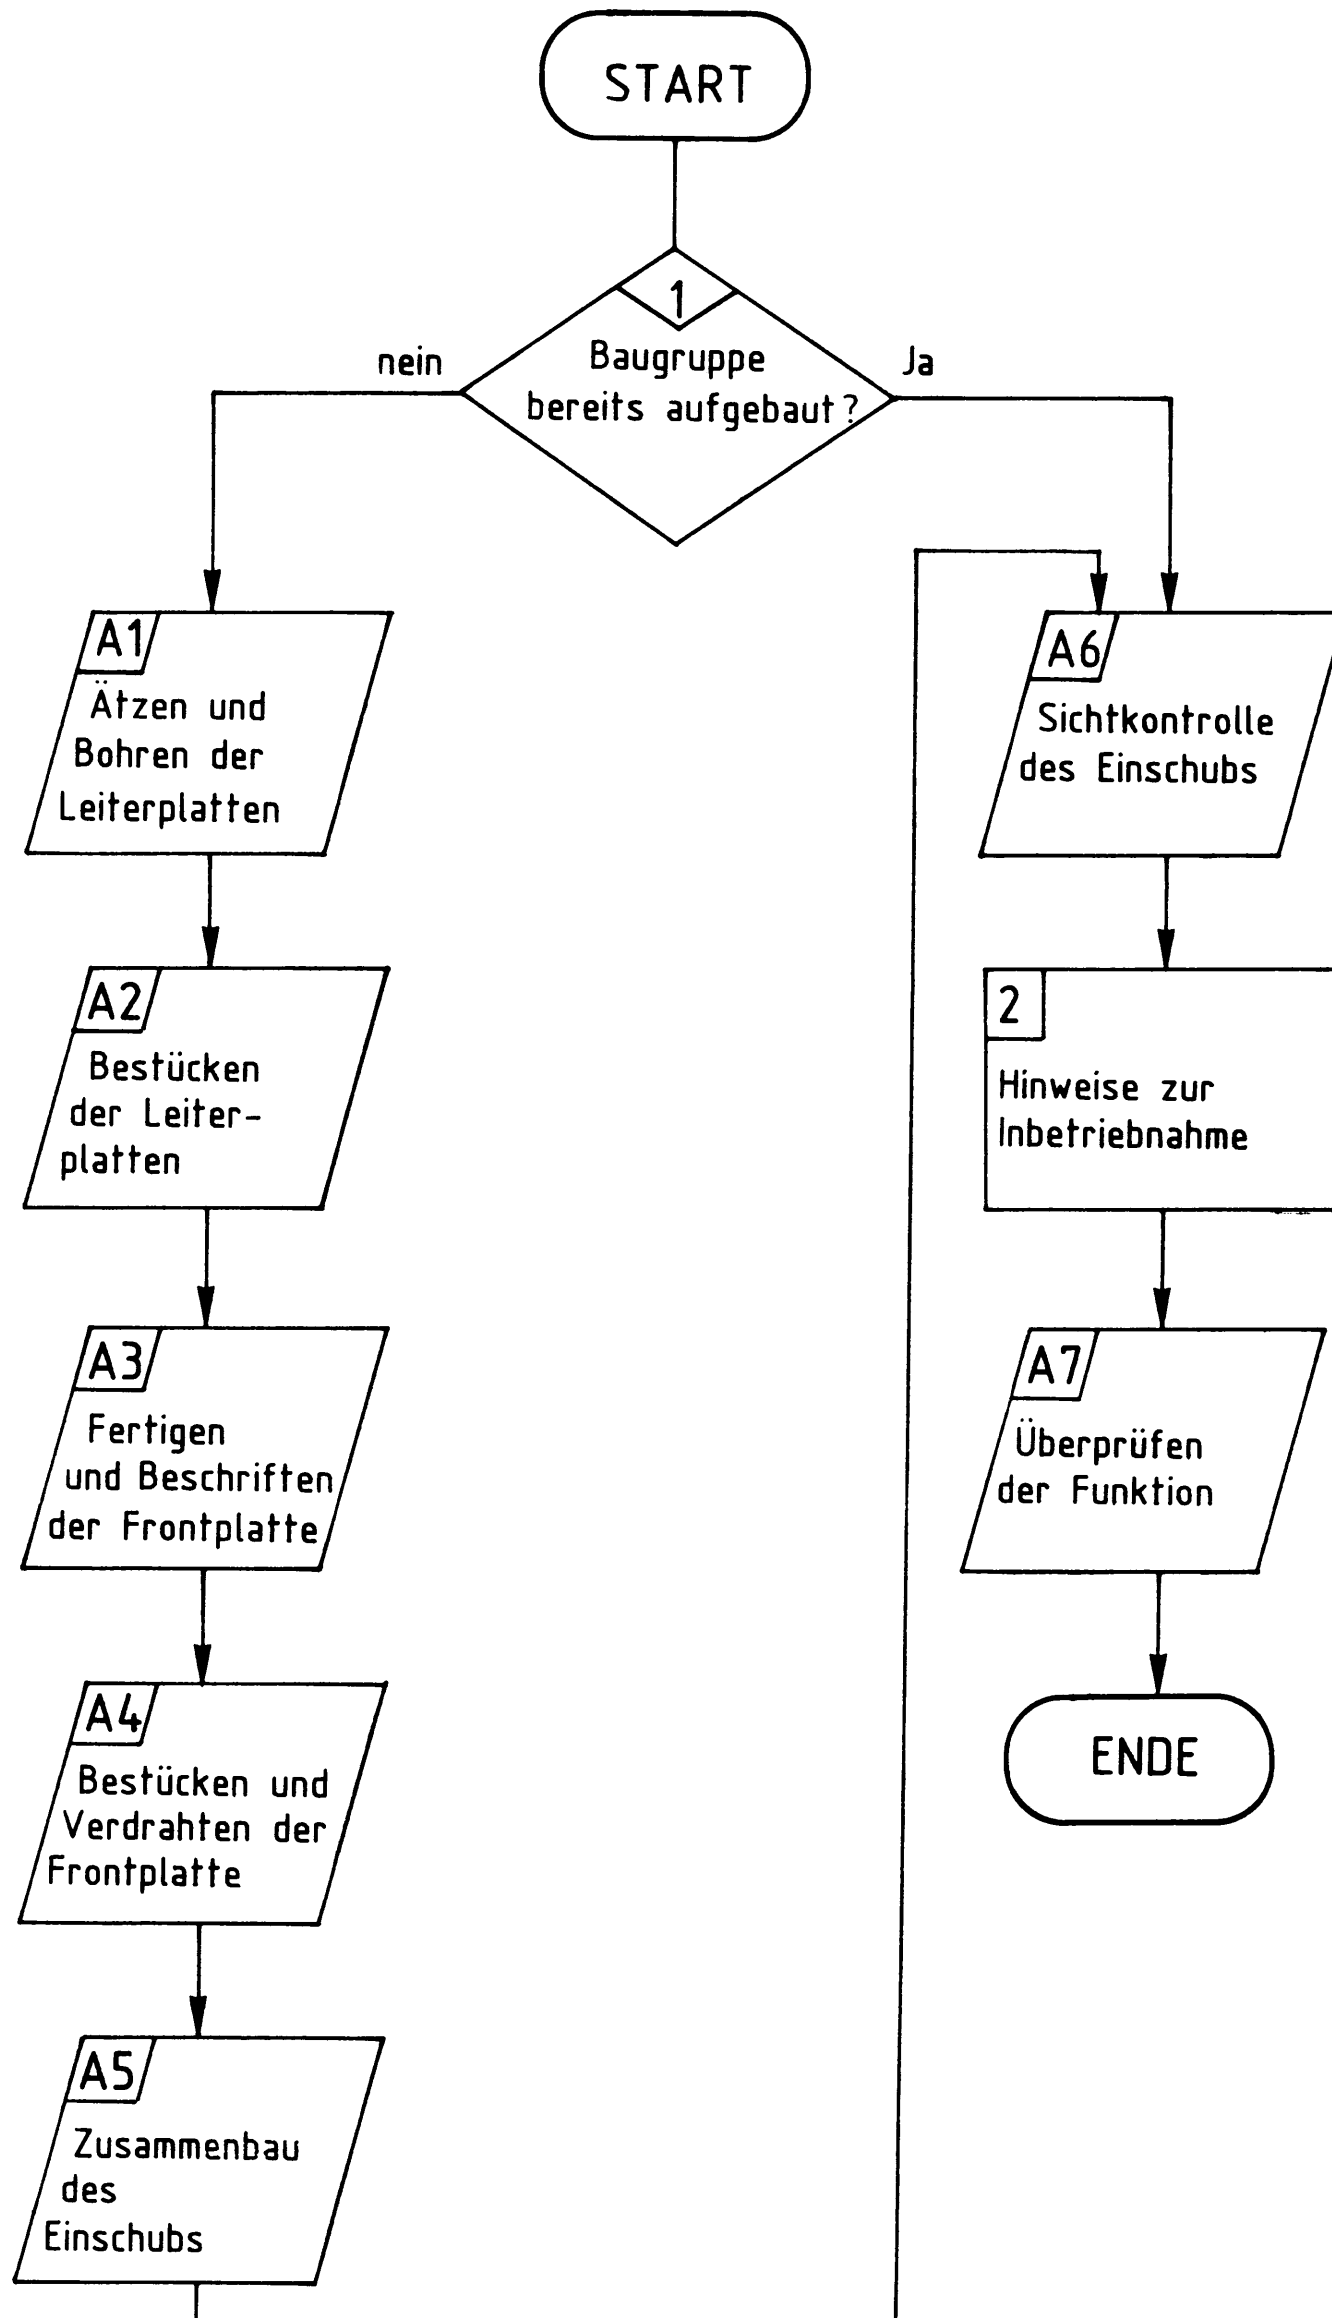 START
1
Baugruppe
bereits aufgebaut?
nein
Ja
A1
Ätzen und
Bohren der
Leiterplatten
A2
Bestücken
der Leiter-
platten
A3
Fertigen
und Beschriften
der Frontplatte
A4
Bestücken und
Verdrahten der
Frontplatte
A5
Zusammenbau
des
Einschubs
A6
Sichtkontrolle
des Einschubs
2
Hinweise zur
Inbetriebnahme
A7
Überprüfen
der Funktion
ENDE